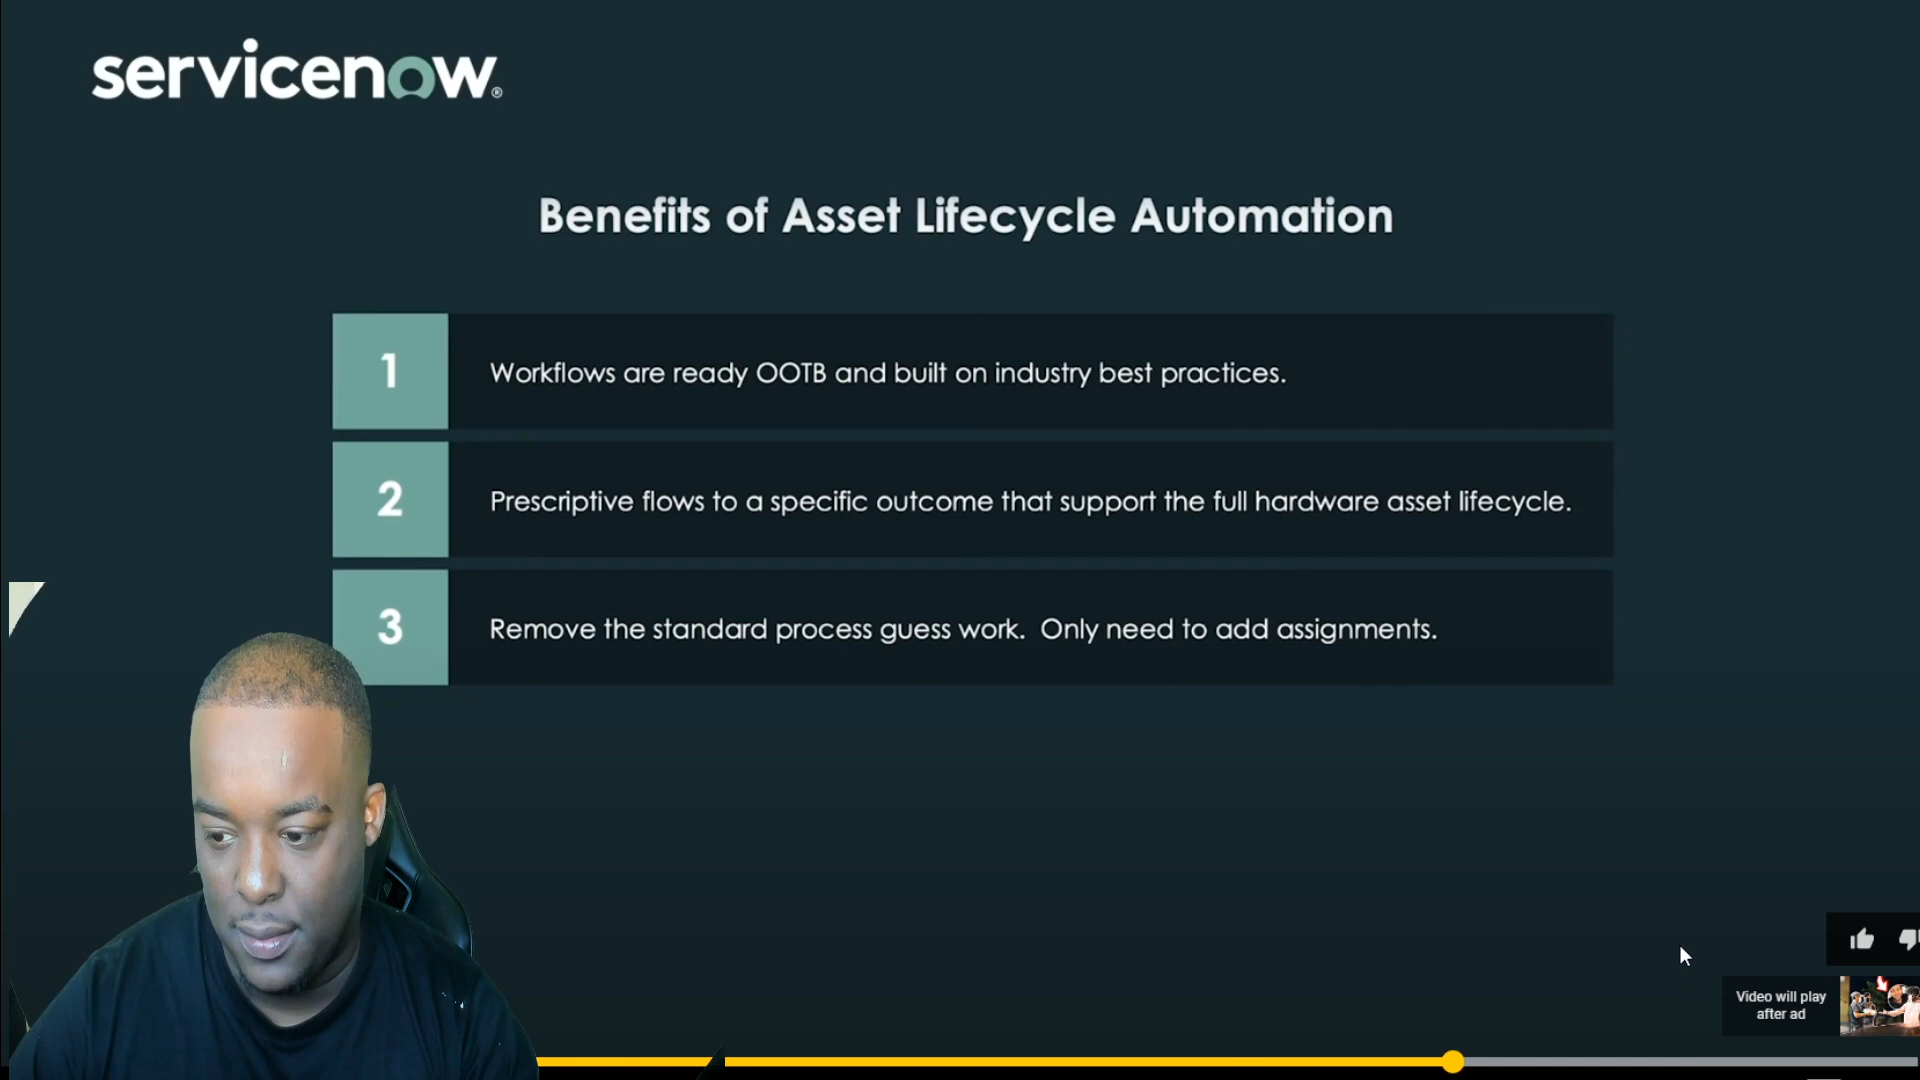 servicenow®
Benefits of Asset Lifecycle Automation
1
Workflows are ready OOTB and built on industry best practices.
2
Prescriptive flows to a specific outcome that support the full hardware asset lifecycle.
3
Remove the standard process guess work. Only need to add assignments.
Video will play
after ad